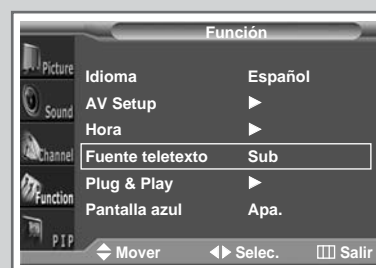 Función
Picture
Sound
Channel
Function
PIP
Idioma Español
AV Setup ▶
Hora ▶
Fuente teletexto Sub
Plug & Play ▶
Pantalla azul Apa.
Mover Selec. Salir